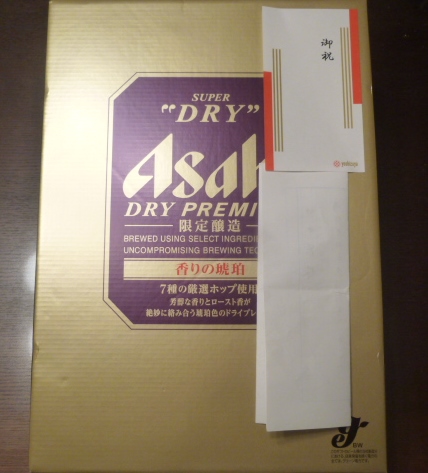 御祝
SUPER
"DRY"
Asah
DRY PREMI
限定醸造
BREWED USING SELECT INGREDIE
UNCOMPROMISING BREWING TEC
香りの琥珀
7種の厳選ホップ使用
芳醇な香りとロースト香が
絶妙に絡み合う琥珀色のドライプレ